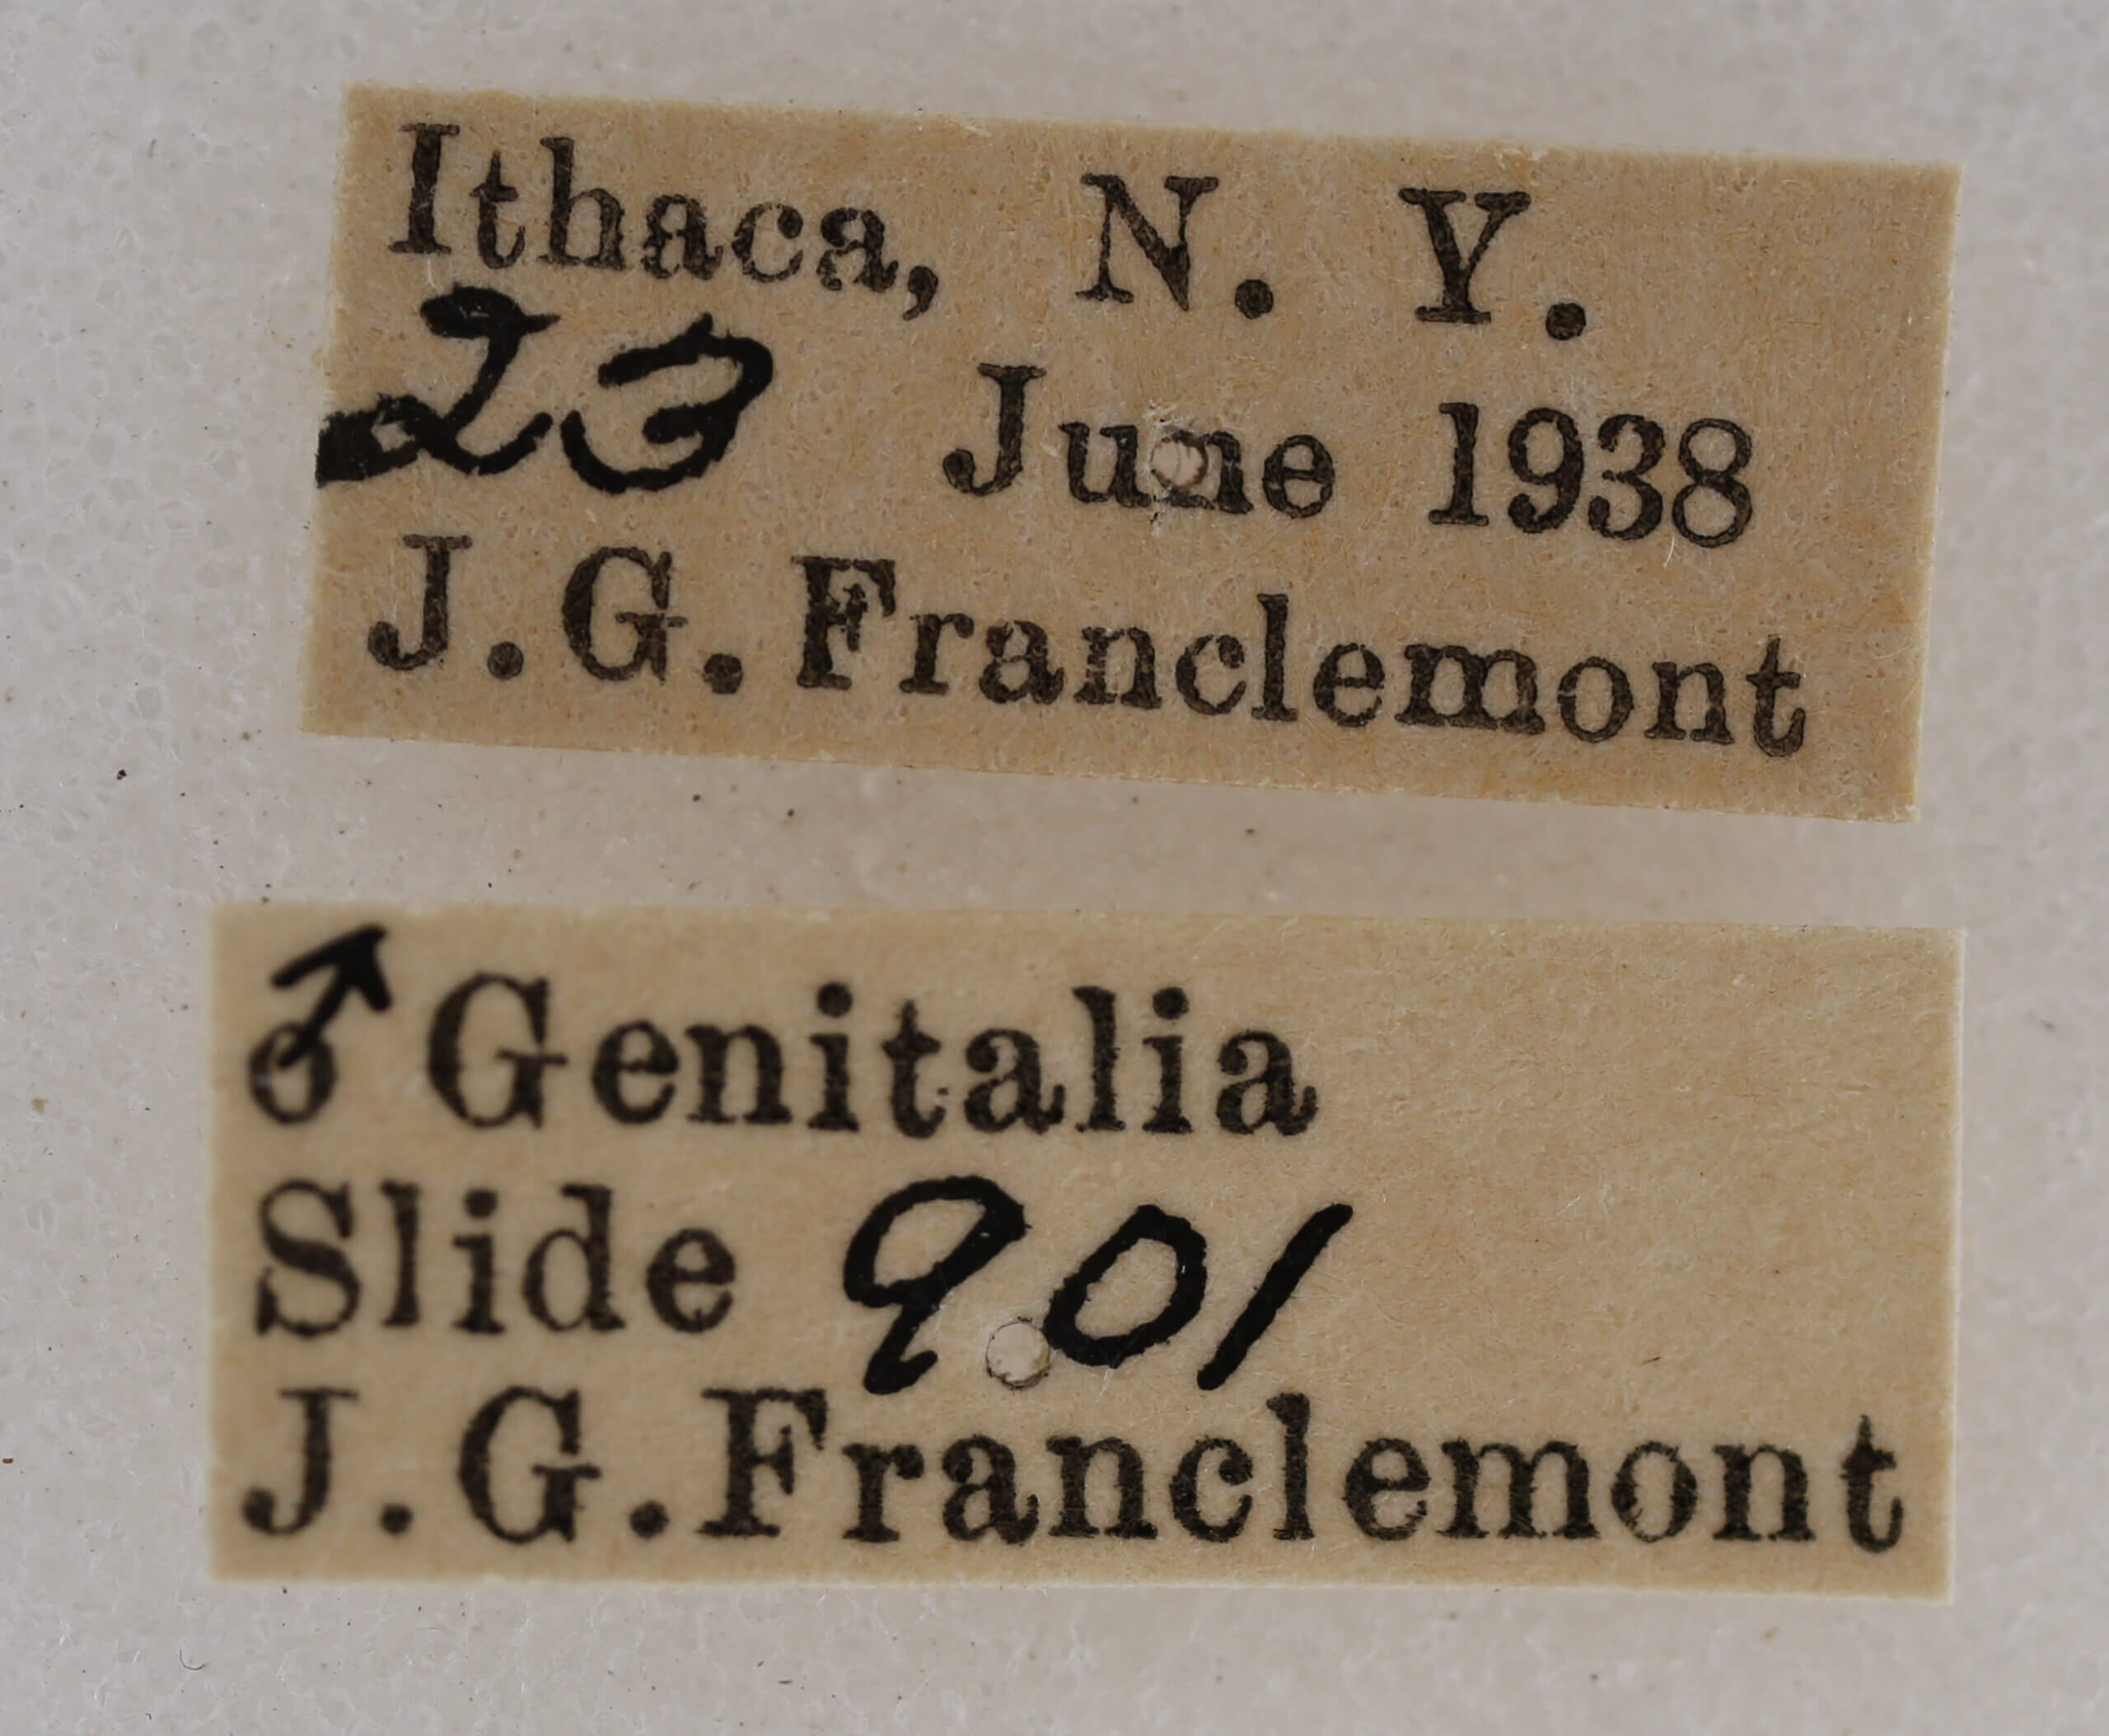 Ithaca, N. Y.
23 June 1938
J. G. Franclemont
♂ Genitalia
Slide 901
J. G. Franclemont